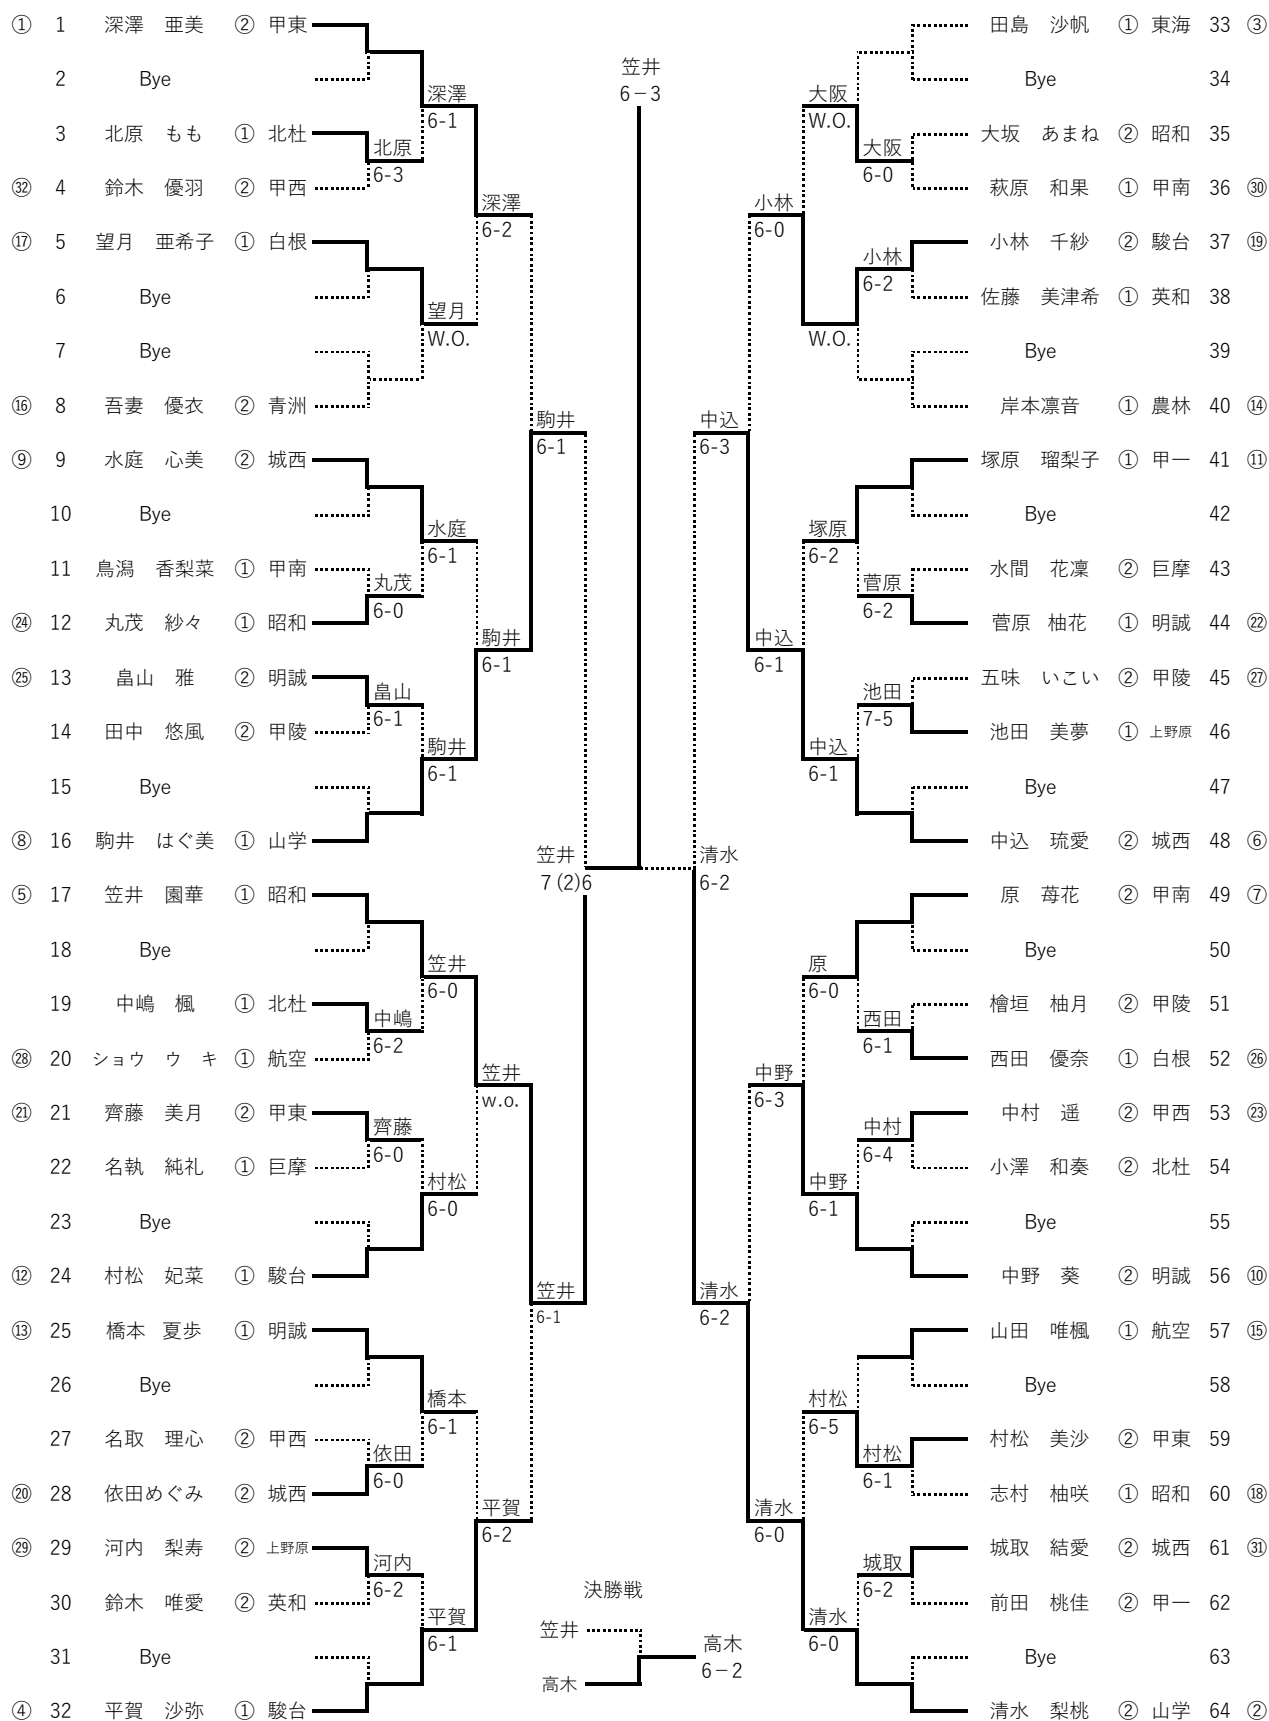 ① 1 深澤 亜美 ② 甲東
2 Bye
3 北原 もも ① 北杜
㉜ 4 鈴木 優羽 ② 甲西
⑰ 5 望月 亜希子 ① 白根
6 Bye
7 Bye
⑯ 8 吾妻 優衣 ② 青洲
⑨ 9 水庭 心美 ② 城西
10 Bye
11 鳥潟 香梨菜 ① 甲南
㉔ 12 丸茂 紗々 ① 昭和
㉕ 13 畠山 雅 ② 明誠
14 田中 悠風 ② 甲陵
15 Bye
⑧ 16 駒井 はぐ美 ① 山学
⑤ 17 笠井 園華 ① 昭和
18 Bye
19 中嶋 楓 ① 北杜
㉘ 20 ショウ ウ キ ① 航空
㉑ 21 齊藤 美月 ② 甲東
22 名執 純礼 ① 巨摩
23 Bye
⑫ 24 村松 妃菜 ① 駿台
⑬ 25 橋本 夏歩 ① 明誠
26 Bye
27 名取 理心 ② 甲西
⑳ 28 依田めぐみ ② 城西
㉙ 29 河内 梨寿 ② 上野原
30 鈴木 唯愛 ② 英和
31 Bye
④ 32 平賀 沙弥 ① 駿台
北原
6-3
丸茂
6-0
畠山
6-1
中嶋
6-2
齊藤
6-0
依田
6-0
河内
6-2
深澤
6-1
望月
W.O.
水庭
6-1
駒井
6-1
笠井
6-0
村松
6-0
橋本
6-1
平賀
6-1
深澤
6-2
駒井
6-1
笠井
w.o.
平賀
6-2
駒井
6-1
笠井
6-1
笠井
7(2)6
笠井
6－3
清水
6-2
中込
6-3
清水
6-2
小林
6-0
中込
6-1
中野
6-3
清水
6-0
大阪
W.O.
W.O.
塚原
6-2
中込
6-1
原
6-0
中野
6-1
村松
6-5
清水
6-0
大阪
6-0
小林
6-2
菅原
6-2
池田
7-5
西田
6-1
中村
6-4
村松
6-1
城取
6-2
田島 沙帆 ① 東海 33 ③
Bye 34
大坂 あまね ② 昭和 35
萩原 和果 ① 甲南 36 ㉚
小林 千紗 ② 駿台 37 ⑲
佐藤 美津希 ① 英和 38
Bye 39
岸本凛音 ① 農林 40 ⑭
塚原 瑠梨子 ① 甲一 41 ⑪
Bye 42
水間 花凜 ② 巨摩 43
菅原 柚花 ① 明誠 44 ㉒
五味 いこい ② 甲陵 45 ㉗
池田 美夢 ① 上野原 46
Bye 47
中込 琉愛 ② 城西 48 ⑥
原 苺花 ② 甲南 49 ⑦
Bye 50
檜垣 柚月 ② 甲陵 51
西田 優奈 ① 白根 52 ㉖
中村 遥 ② 甲西 53 ㉓
小澤 和奏 ② 北杜 54
Bye 55
中野 葵 ② 明誠 56 ⑩
山田 唯楓 ① 航空 57 ⑮
Bye 58
村松 美沙 ② 甲東 59
志村 柚咲 ① 昭和 60 ⑱
城取 結愛 ② 城西 61 ㉛
前田 桃佳 ② 甲一 62
Bye 63
清水 梨桃 ② 山学 64 ②
決勝戦
笠井
高木
高木
6－2